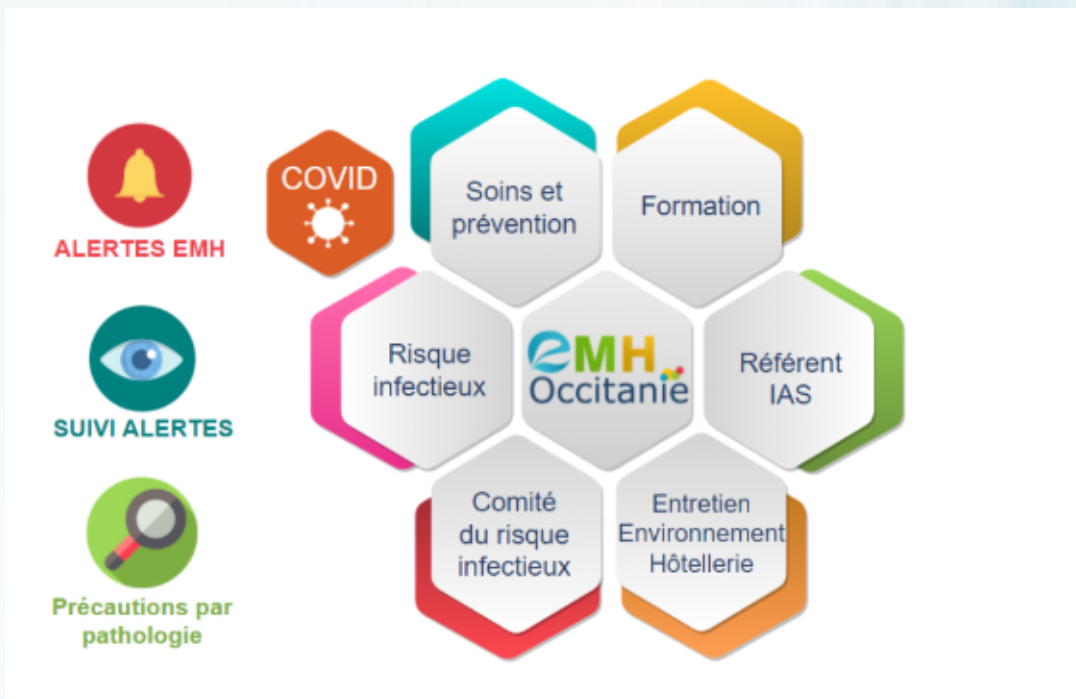 ALERTES EMH
SUIVI ALERTES
Précautions par
pathologie
COVID
Soins et
prévention
Formation
Risque
infectieux
eMH
Occitanie
Référent
IAS
Comité
du risque
infectieux
Entretien
Environnement
Hôtellerie